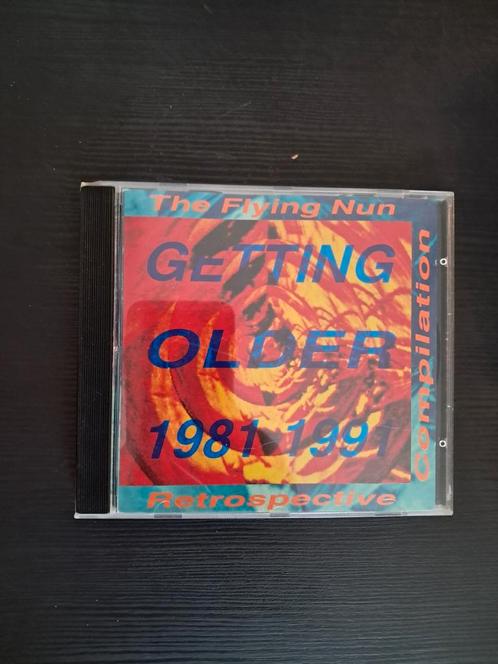 The Flying Nun
GETTING
OLDER
1981-1991
Retrospective
Compilation